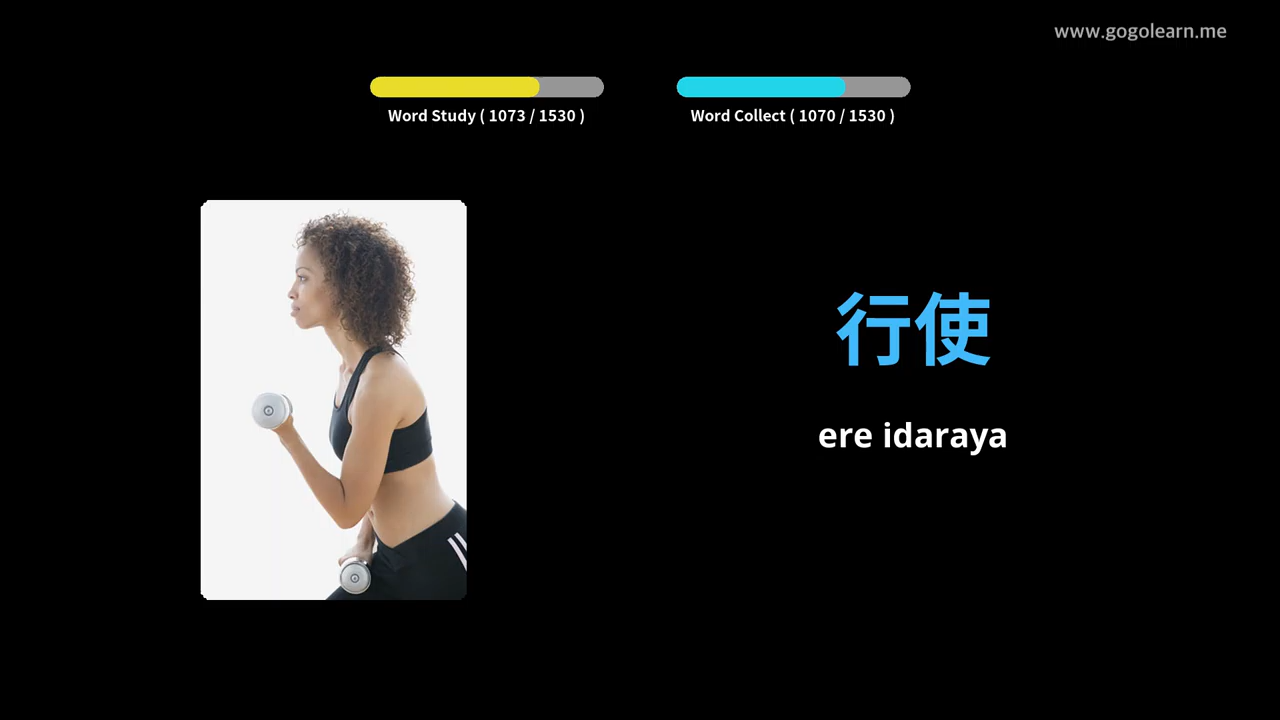 www.gogolearn.me
Word Study ( 1073 / 1530 )
Word Collect ( 1070 / 1530 )
行使
ere idaraya